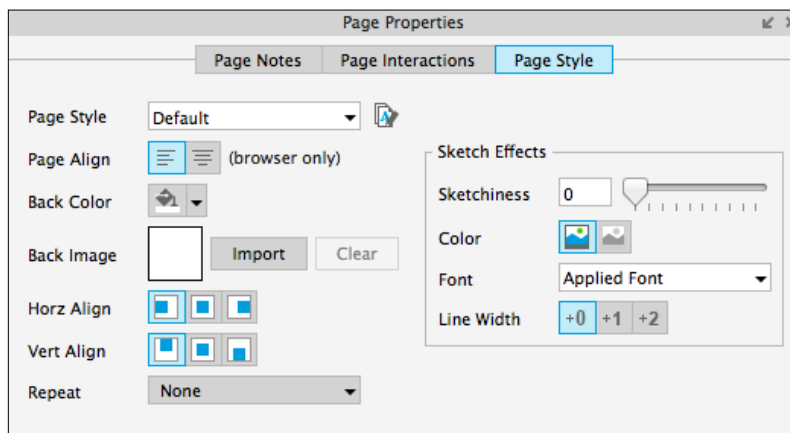 Page Properties
Page Notes
Page Interactions
Page Style
Page Style
Default
Page Align
(browser only)
Back Color
Back Image
Import
Clear
Horz Align
Vert Align
Repeat
None
Sketch Effects
Sketchiness
0
Color
Font
Applied Font
Line Width
+0
+1
+2